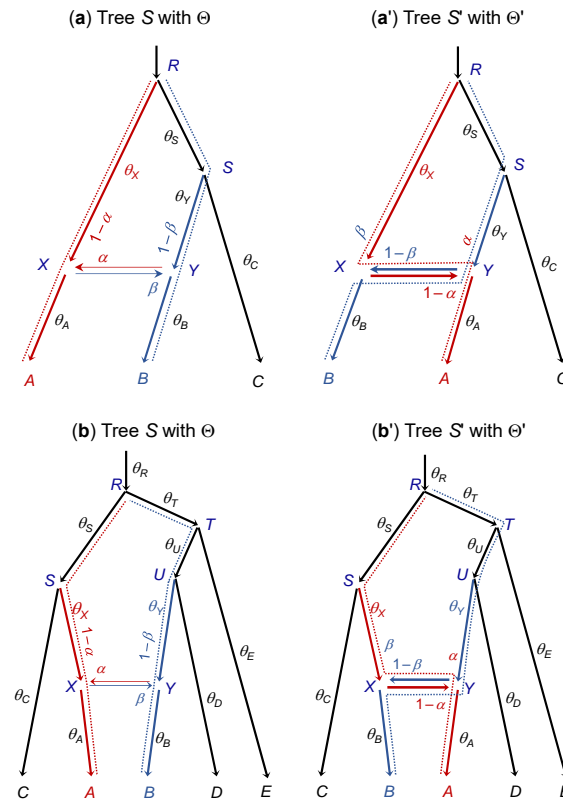 (a) Tree S with Θ
(a') Tree S' with Θ'
R
R
θS
θS
θX
θX
S
S
θY
θY
1−α
1−β
β
α
X
α
Y
θC
β
X
1−β
Y
θC
1−α
θA
θB
θB
θA
A
B
C
B
A
C
(b) Tree S with Θ
(b') Tree S' with Θ'
θR
R
R
θS
θT
θS
θT
T
T
θU
θU
S
U
S
U
θX
1−α
θY
1−β
θX
θY
θE
θE
β
α
α
1−β
X
Y
X
Y
β
1−α
θC
θD
θC
θD
θA
θB
θB
θA
C
A
B
D
E
C
B
A
D
E